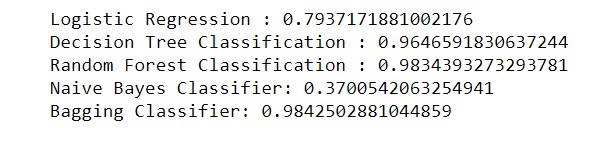 Logistic Regression : 0.7937171881002176
Decision Tree Classification : 0.9646591830637244
Random Forest Classification : 0.9834393273293781
Naive Bayes Classifier: 0.3700542063254941
Bagging Classifier: 0.9842502881044859